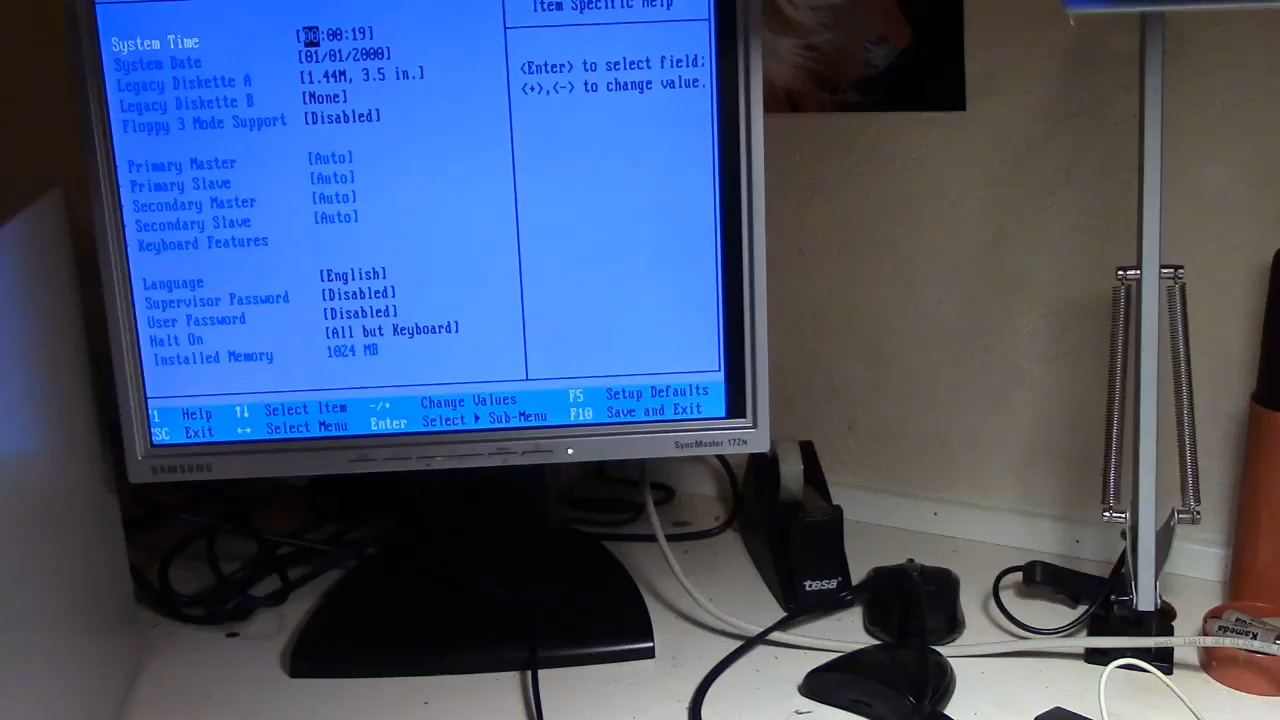 Item Specific Help
System Time [00:00:19]
System Date [01/01/2000]
Legacy Diskette A [1.44M, 3.5 in.]
Legacy Diskette B [None]
Floppy 3 Mode Support [Disabled]
<Enter> to select field;
<+>,<-> to change value.
Primary Master [Auto]
Primary Slave [Auto]
Secondary Master [Auto]
Secondary Slave [Auto]
Keyboard Features
Language [English]
Supervisor Password [Disabled]
User Password [Disabled]
Halt On [All but Keyboard]
Installed Memory 1024 MB
1 Help ↑↓ Select Item -/+ Change Values F5 Setup Defaults
SC Exit ↔ Select Menu Enter Select ▶ Sub-Menu F10 Save and Exit
SAMSUNG
SyncMaster 172N
tesa
Kameda